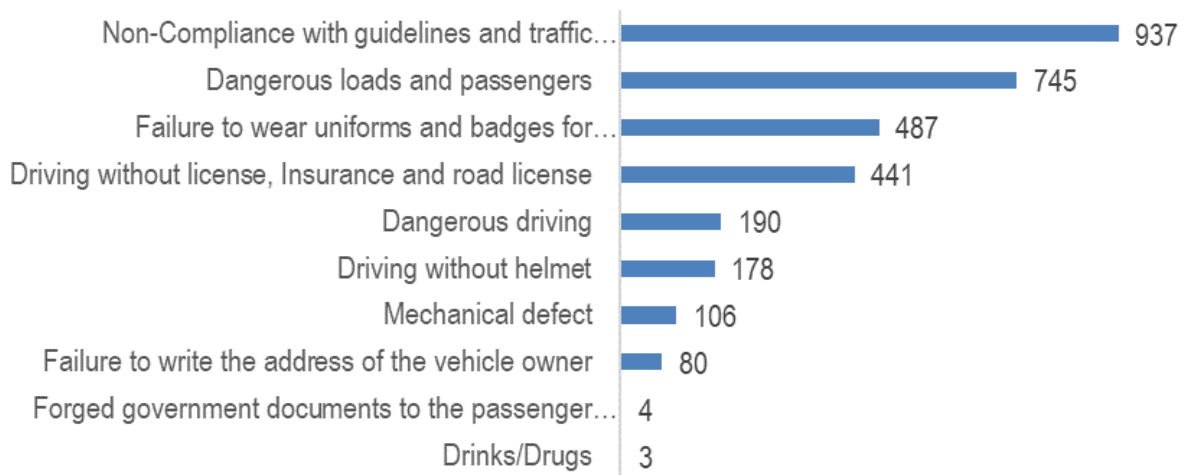 Non-Compliance with guidelines and traffic… 937
Dangerous loads and passengers 745
Failure to wear uniforms and badges for… 487
Driving without license, Insurance and road license 441
Dangerous driving 190
Driving without helmet 178
Mechanical defect 106
Failure to write the address of the vehicle owner 80
Forged government documents to the passenger… 4
Drinks/Drugs 3